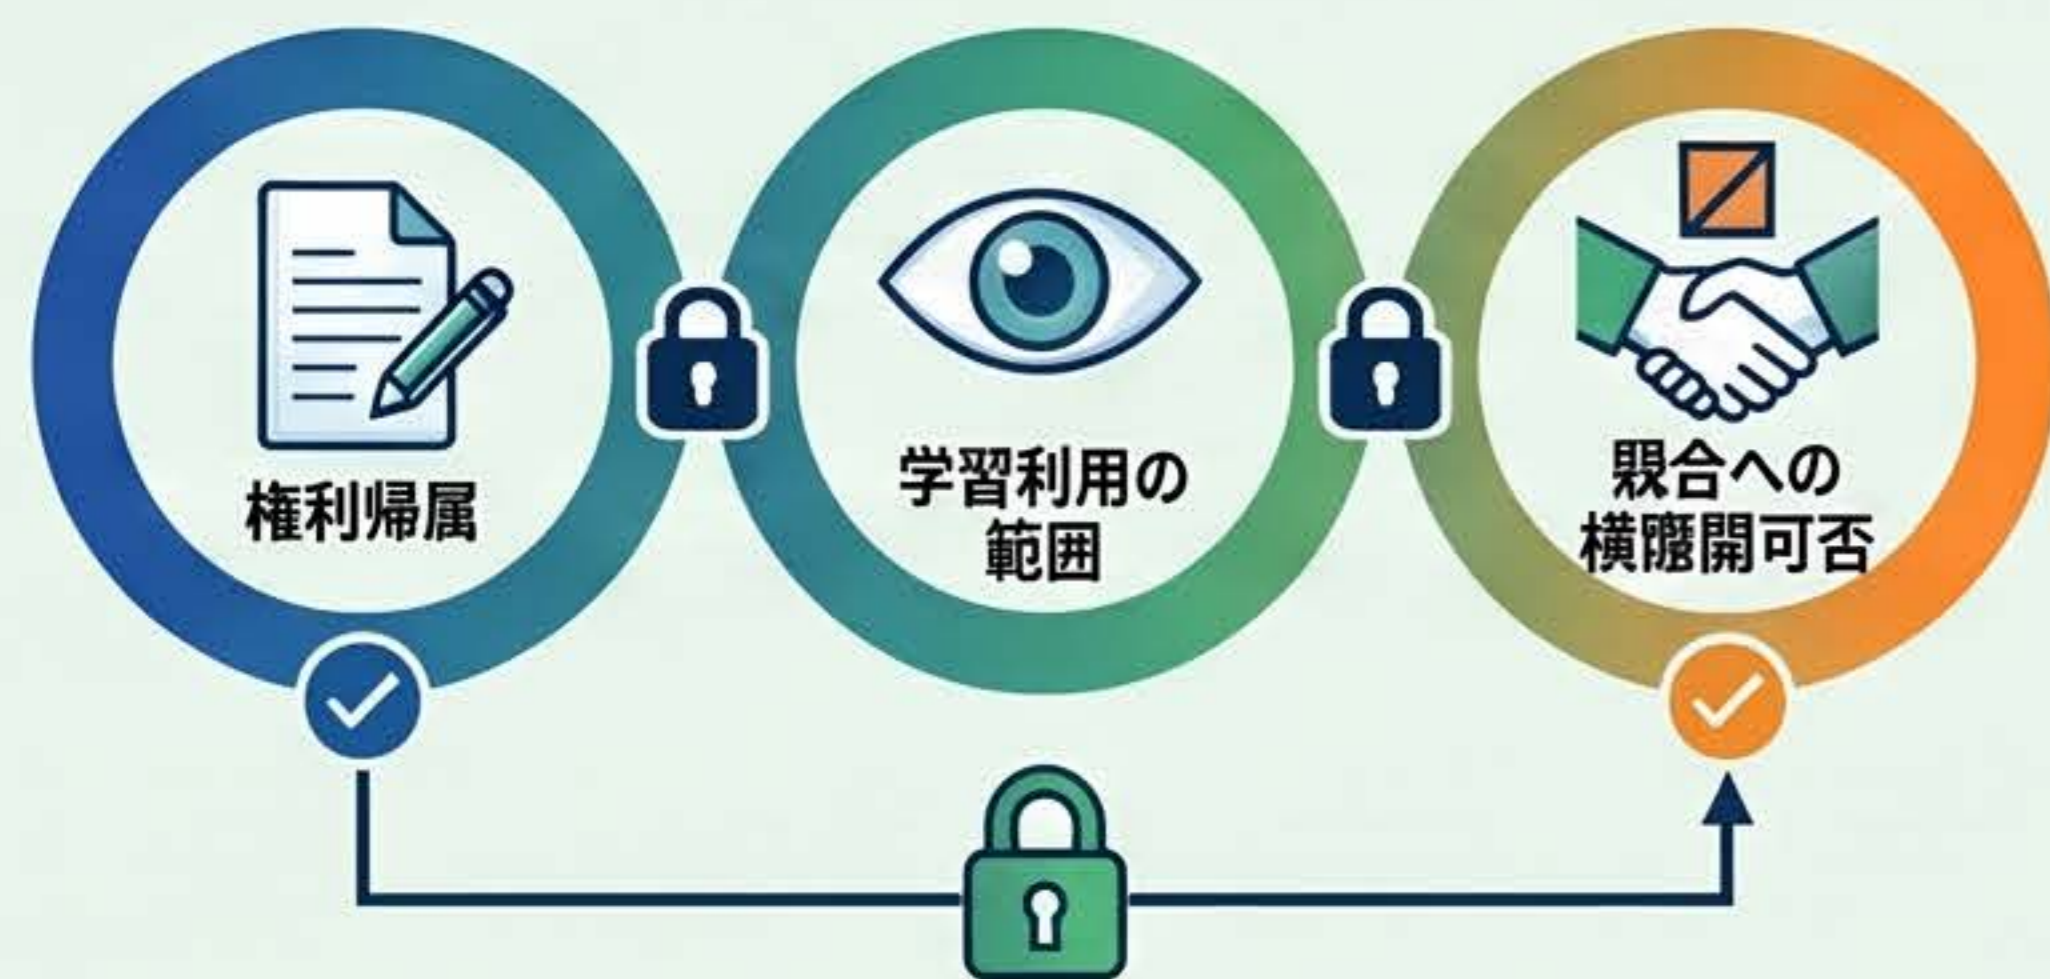 権利帰属
学習利用の
範囲
合への
横開可否